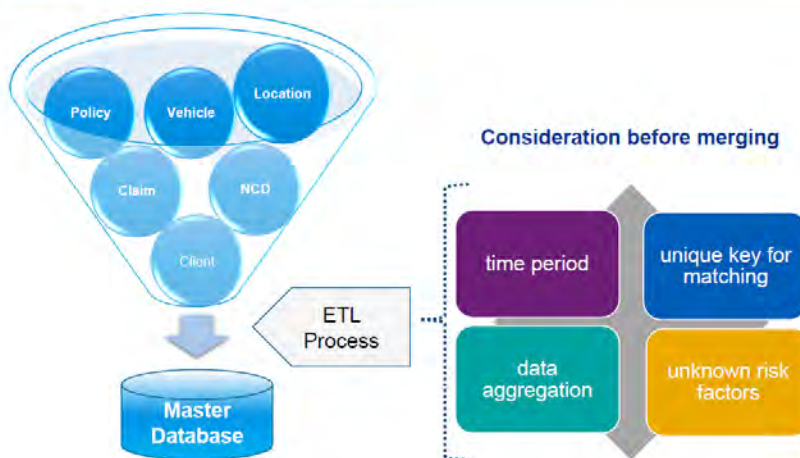 Policy
Vehicle
Location
Claim
NCD
Client
ETL
Process
Master
Database
Consideration before merging
time period
unique key for
matching
data
aggregation
unknown risk
factors